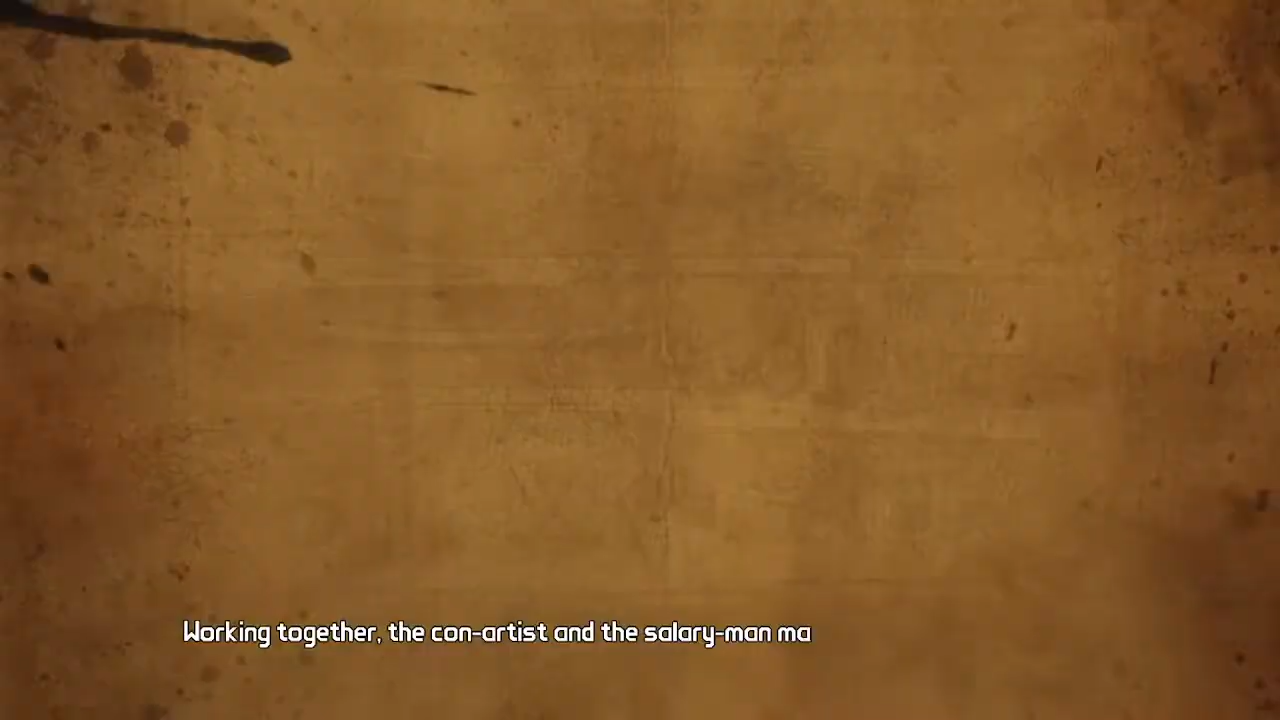 Working together, the con-artist and the salary-man ma